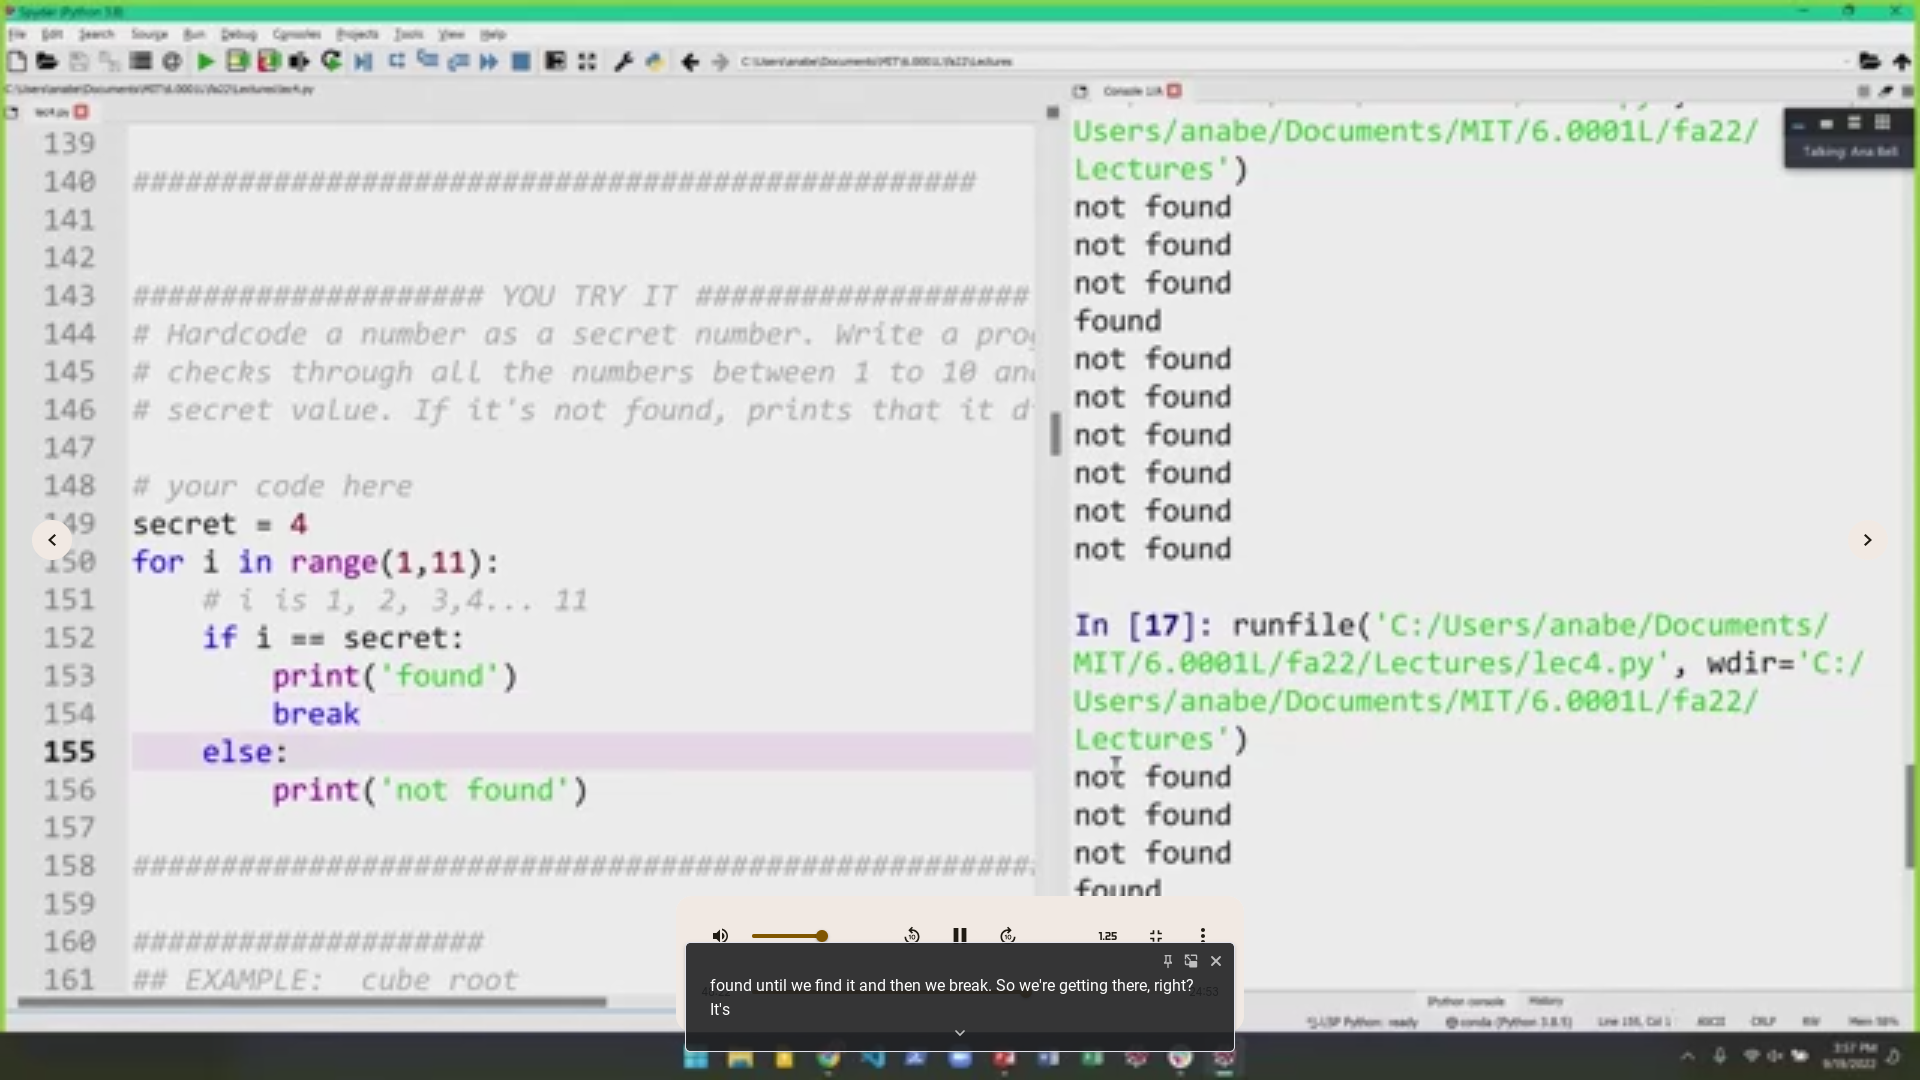 Spyder (Python 3.8)
File Edit Search Source Run Debug Consoles Projects Tools View Help
C:\Users\anabe\Documents\MIT\6.0001L\fa22\Lectures
C:\Users\anabe\Documents\MIT\6.0001L\fa22\Lectures\lec4.py
lec4.py
139
140 ################################################
141
142
143 #################### YOU TRY IT ###################
144 # Hardcode a number as a secret number. Write a prog
145 # checks through all the numbers between 1 to 10 and
146 # secret value. If it's not found, prints that it d
147
148 # your code here
149 secret = 4
150 for i in range(1,11):
151 # i is 1, 2, 3,4... 11
152 if i == secret:
153 print('found')
154 break
155 else:
156 print('not found')
157
158 ####################################################
159
160 ####################
161 ## EXAMPLE: cube root
Console 1/A
Users/anabe/Documents/MIT/6.0001L/fa22/
Lectures')
not found
not found
not found
found
not found
not found
not found
not found
not found
not found
In [17]: runfile('C:/Users/anabe/Documents/
MIT/6.0001L/fa22/Lectures/lec4.py', wdir='C:/
Users/anabe/Documents/MIT/6.0001L/fa22/
Lectures')
not found
not found
not found
found
Talking: Ana Bell
1.25
found until we find it and then we break. So we're getting there, right?
It's
IPython console History
LSP Python: ready conda (Python 3.8.5) Line 155, Col 1 ASCII CRLF RW Mem 58%
3:57 PM
9/19/2022